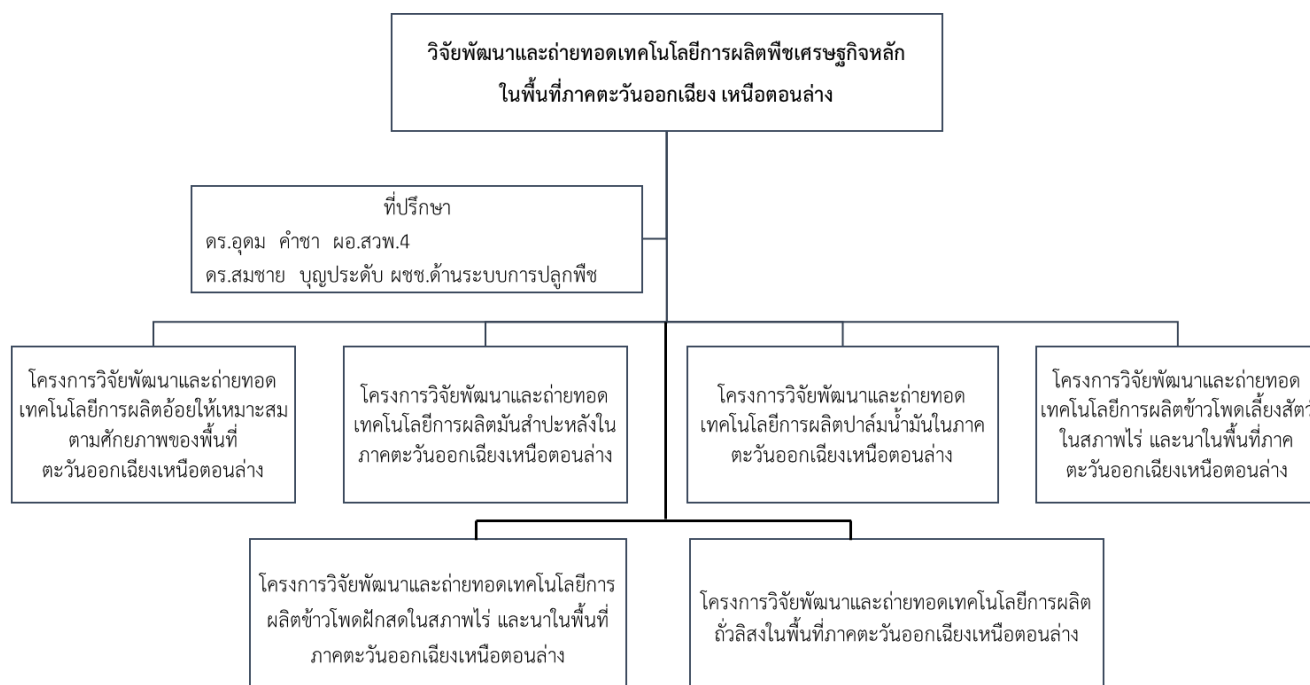 วิจัยพัฒนาและถ่ายทอดเทคโนโลยีการผลิตพืชเศรษฐกิจหลัก
ในพื้นที่ภาคตะวันออกเฉียง เหนือตอนล่าง
ที่ปรึกษา
ดร.อุดม คำชา ผอ.สวพ.4
ดร.สมชาย บุญประดับ ผชช.ด้านระบบการปลูกพืช
โครงการวิจัยพัฒนาและถ่ายทอด
เทคโนโลยีการผลิตอ้อยให้เหมาะสม
ตามศักยภาพของพื้นที่
ตะวันออกเฉียงเหนือตอนล่าง
โครงการวิจัยพัฒนาและถ่ายทอด
เทคโนโลยีการผลิตมันสำปะหลังใน
ภาคตะวันออกเฉียงเหนือตอนล่าง
โครงการวิจัยพัฒนาและถ่ายทอด
เทคโนโลยีการผลิตปาล์มน้ำมันในภาค
ตะวันออกเฉียงเหนือตอนล่าง
โครงการวิจัยพัฒนาและถ่ายทอด
เทคโนโลยีการผลิตข้าวโพดเลี้ยงสัตว์
ในสภาพไร่ และนาในพื้นที่ภาค
ตะวันออกเฉียงเหนือตอนล่าง
โครงการวิจัยพัฒนาและถ่ายทอดเทคโนโลยีการ
ผลิตข้าวโพดฝักสดในสภาพไร่ และนาในพื้นที่
ภาคตะวันออกเฉียงเหนือตอนล่าง
โครงการวิจัยพัฒนาและถ่ายทอดเทคโนโลยีการผลิต
ถั่วลิสงในพื้นที่ภาคตะวันออกเฉียงเหนือตอนล่าง